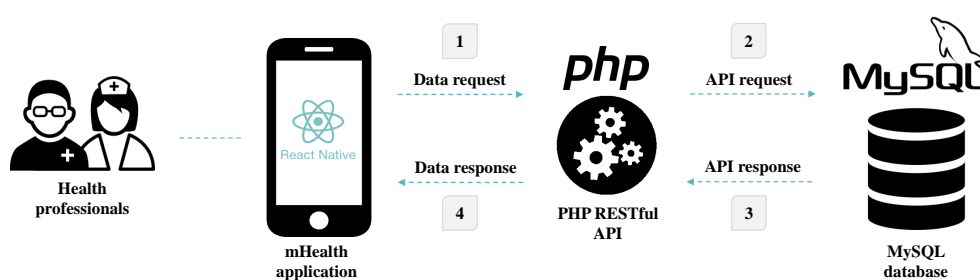 1
2
Data request
php
API request
MySQL
React Native
Data response
API response
Health
professionals
4
PHP RESTful
API
3
mHealth
application
MySQL
database